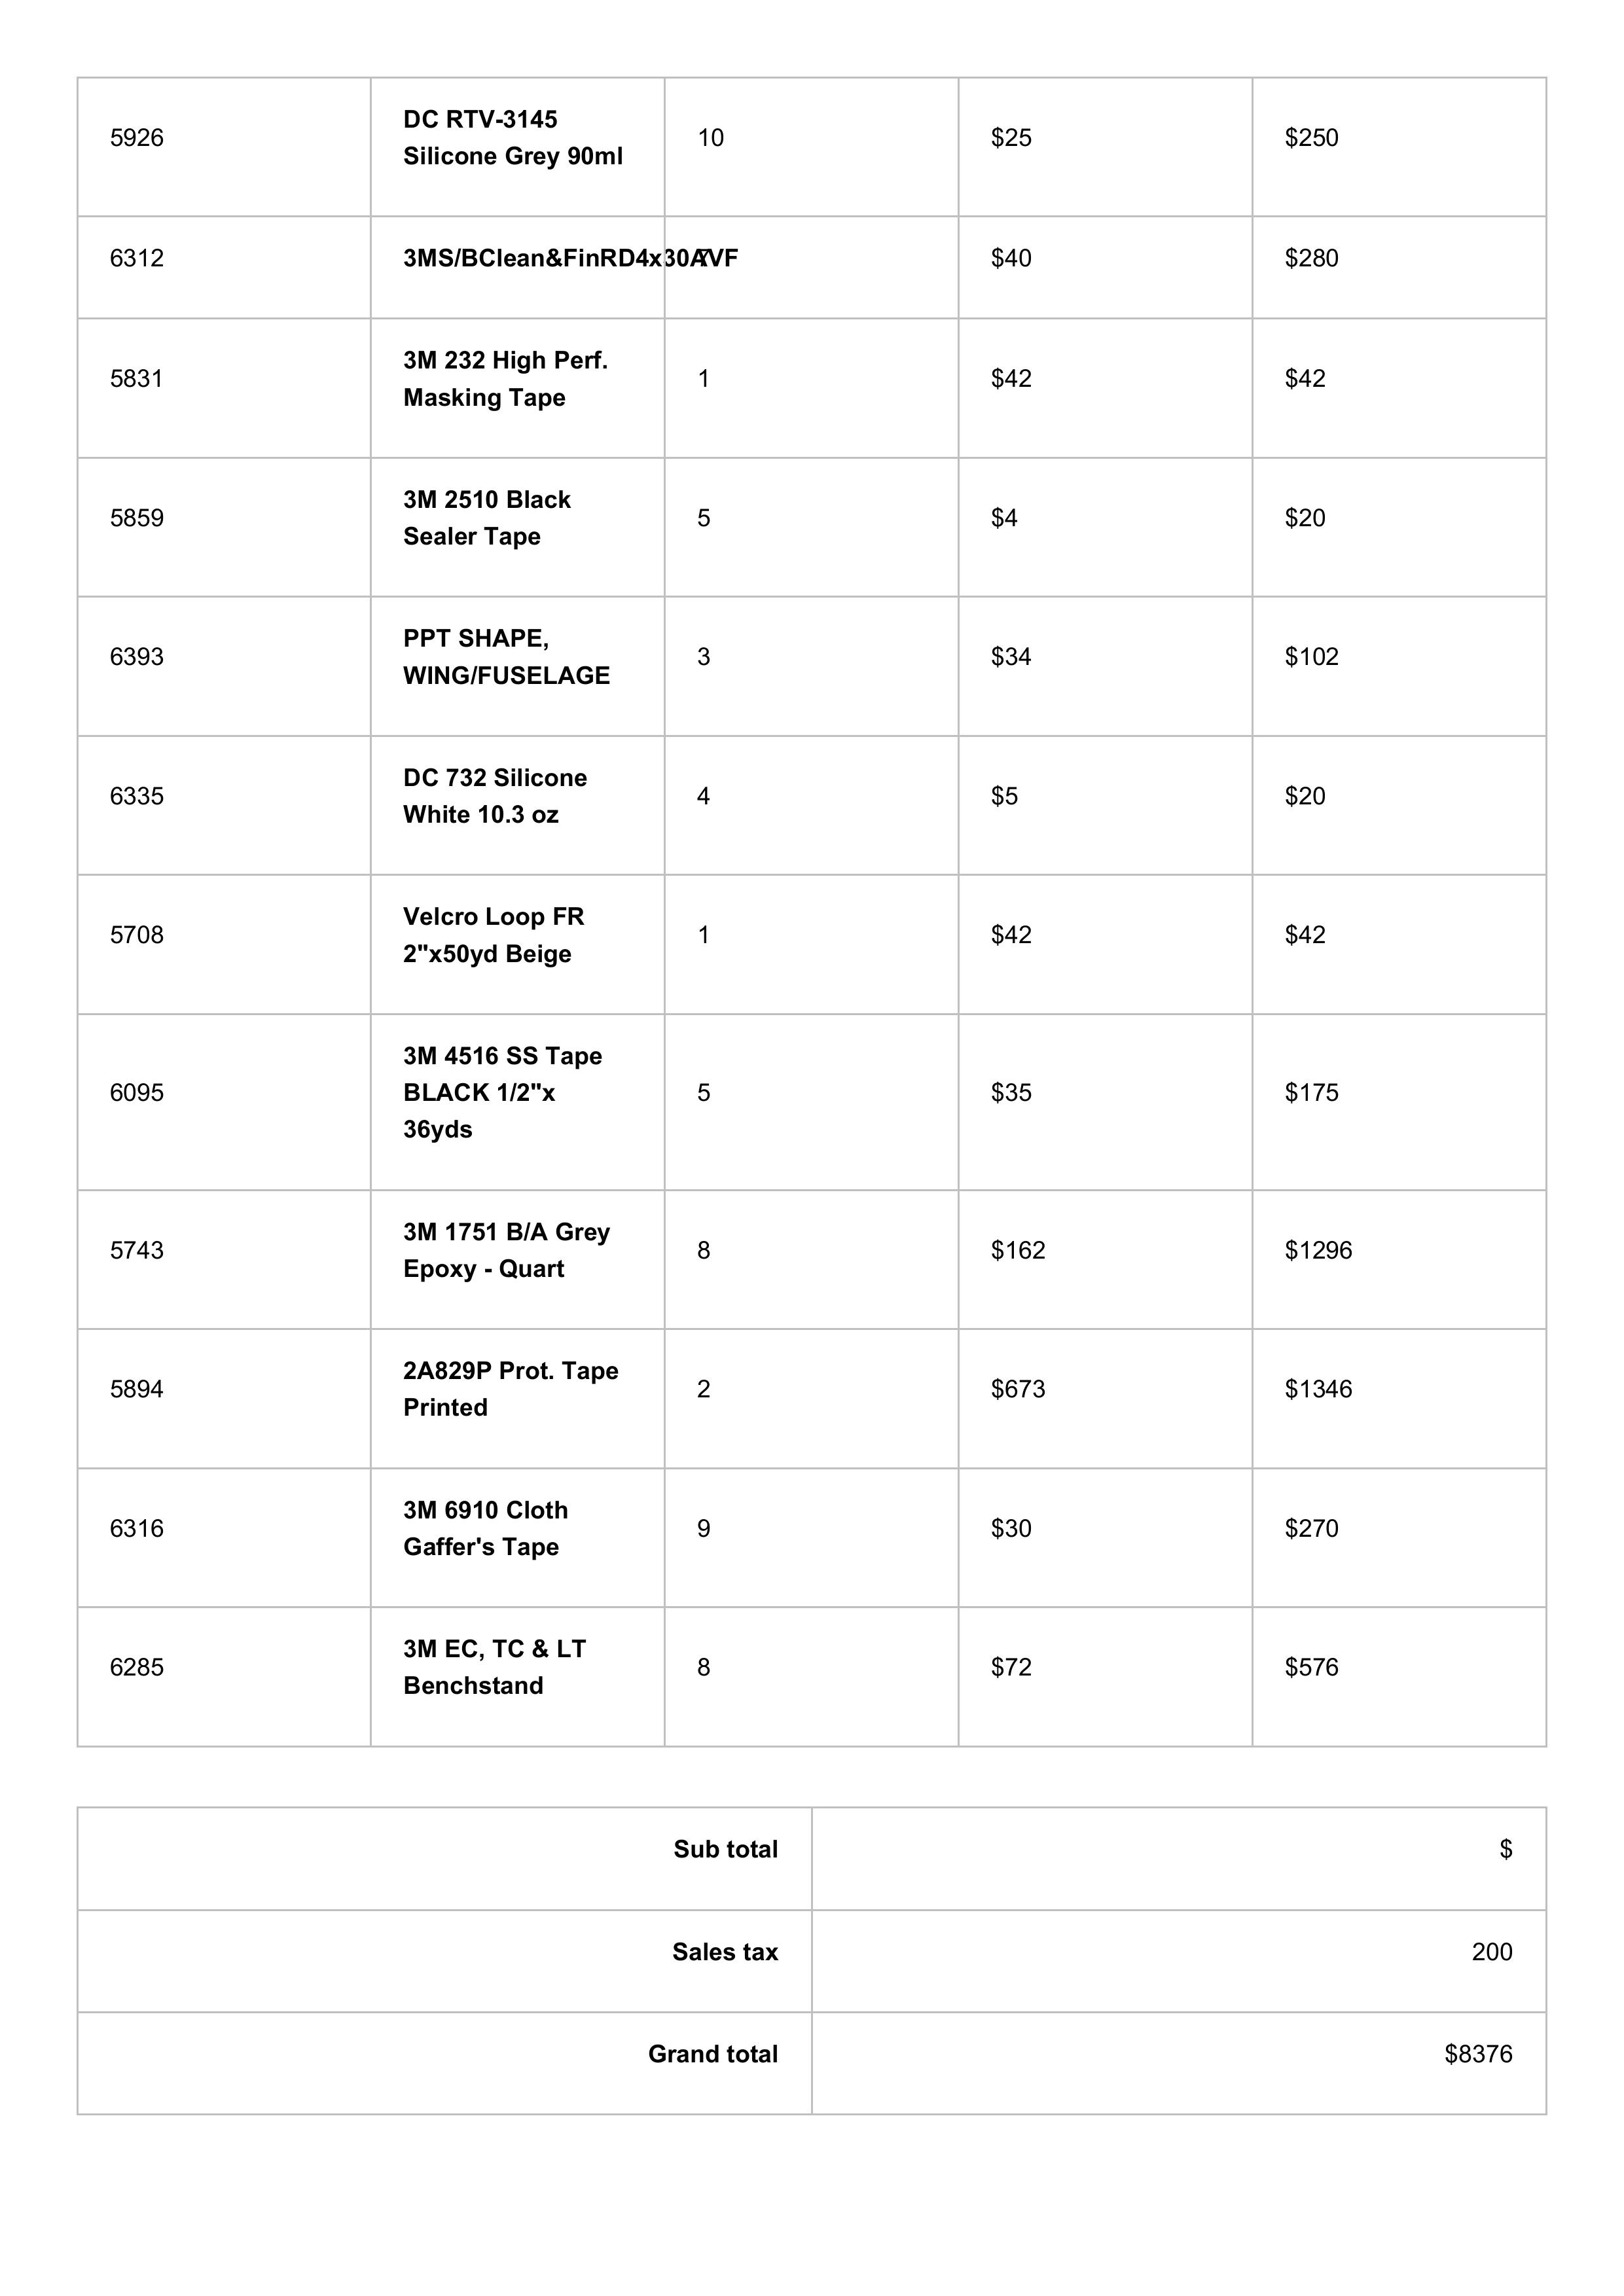 5926 DC RTV-3145 10 $25 $250
Silicone Grey 90ml
6312 3MS/BClean&FinRD4x30AVF 7 $40 $280
5831 3M 232 High Perf. 1 $42 $42
Masking Tape
5859 3M 2510 Black 5 $4 $20
Sealer Tape
6393 PPT SHAPE, 3 $34 $102
WING/FUSELAGE
6335 DC 732 Silicone 4 $5 $20
White 10.3 oz
5708 Velcro Loop FR 1 $42 $42
2"x50yd Beige
6095 3M 4516 SS Tape 5 $35 $175
BLACK 1/2"x
36yds
5743 3M 1751 B/A Grey 8 $162 $1296
Epoxy - Quart
5894 2A829P Prot. Tape 2 $673 $1346
Printed
6316 3M 6910 Cloth 9 $30 $270
Gaffer's Tape
6285 3M EC, TC & LT 8 $72 $576
Benchstand
Sub total $
Sales tax 200
Grand total $8376